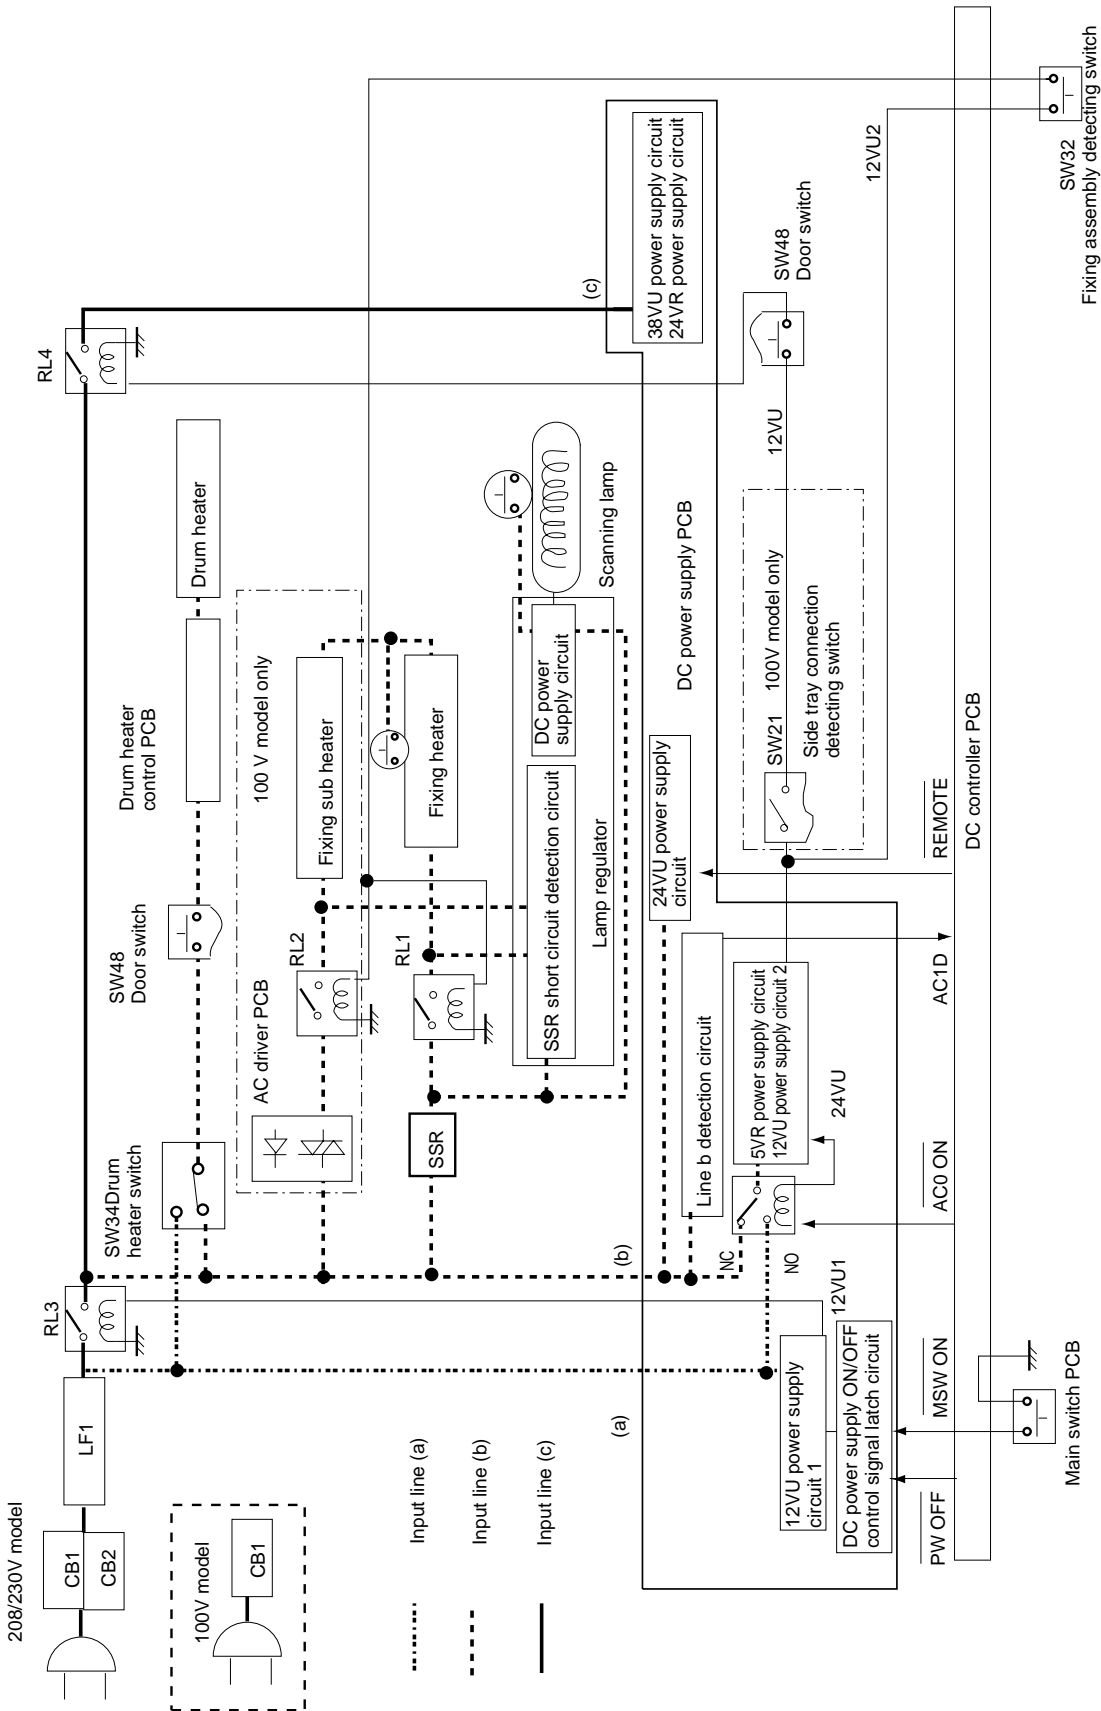 208/230V model
CB1
CB2
LF1
RL3
RL4
100V model
CB1
SW34Drum
heater switch
SW48
Door switch
Drum heater
control PCB
Drum heater
AC driver PCB
100 V model only
RL2
Fixing sub heater
SSR
RL1
Fixing heater
SSR short circuit detection circuit
DC power
supply circuit
Lamp regulator
Scanning lamp
Input line (a)
Input line (b)
Input line (c)
(a)
(b)
(c)
38VU power supply circuit
24VR power supply circuit
24VU power supply
circuit
DC power supply PCB
Line b detection circuit
NC
NO
5VR power supply circuit
12VU power supply circuit 2
24VU
12VU1
12VU power supply
circuit 1
DC power supply ON/OFF
control signal latch circuit
SW21
100V model only
Side tray connection
detecting switch
12VU
SW48
Door switch
12VU2
PW OFF
MSW ON
AC0 ON
AC1D
REMOTE
DC controller PCB
Main switch PCB
SW32
Fixing assembly detecting switch